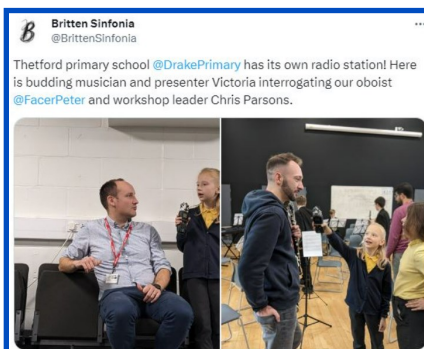 Britten Sinfonia
@BrittenSinfonia
Thetford primary school @DrakePrimary has its own radio station! Here
is budding musician and presenter Victoria interrogating our oboist
@FacerPeter and workshop leader Chris Parsons.